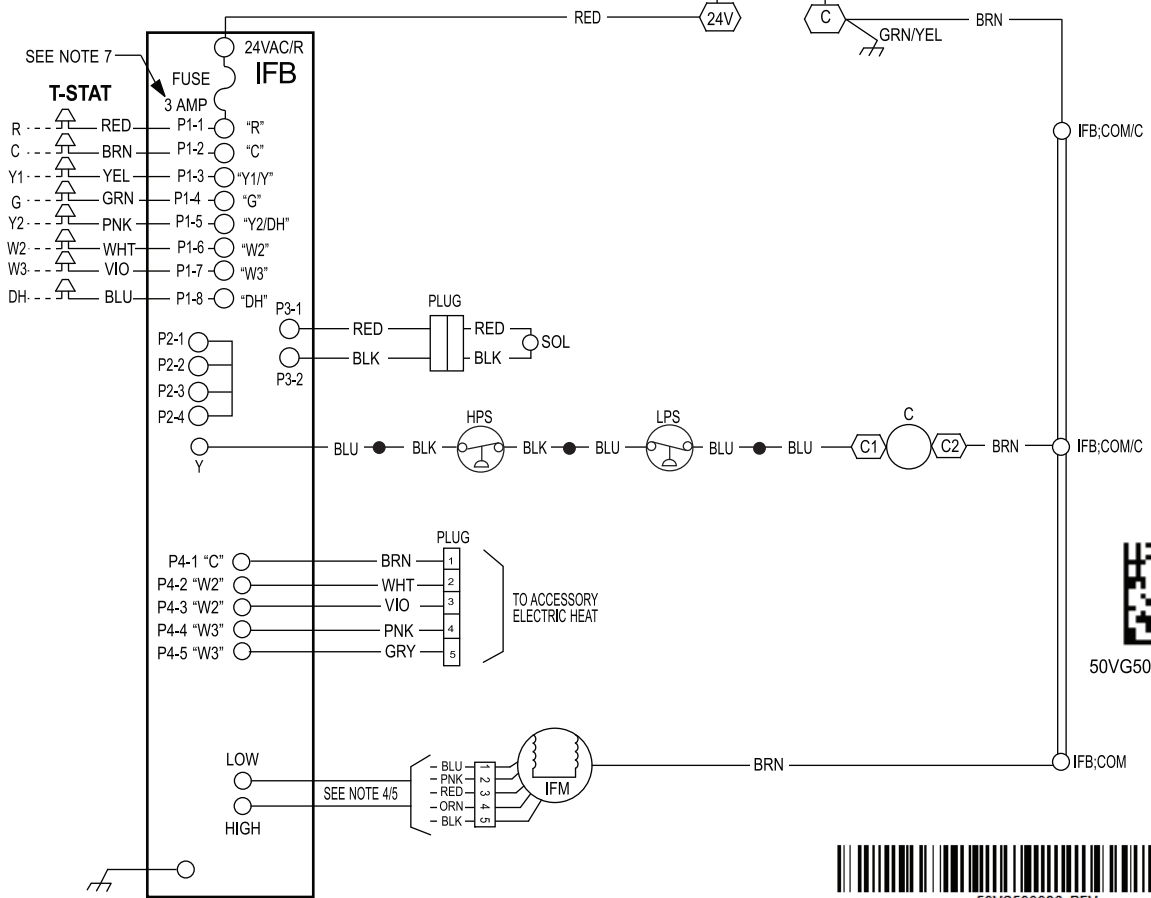 RED
24V
C
BRN
GRN/YEL
SEE NOTE 7
24VAC/R
FUSE
IFB
T-STAT
3 AMP
R RED P1-1 “R”
C BRN P1-2 “C”
Y1 YEL P1-3 “Y1/Y”
G GRN P1-4 “G”
Y2 PNK P1-5 “Y2/DH”
W2 WHT P1-6 “W2”
W3 VIO P1-7 “W3”
DH BLU P1-8 “DH”
IFB;COM/C
P3-1
PLUG
RED RED
SOL
BLK BLK
P3-2
P2-1
P2-2
P2-3
P2-4
HPS
LPS
C
Y
BLU BLK BLK BLU BLU BLU C1 C2 BRN IFB;COM/C
PLUG
P4-1 “C” BRN 1
P4-2 “W2” WHT 2
P4-3 “W2” VIO 3
P4-4 “W3” PNK 4
P4-5 “W3” GRY 5
TO ACCESSORY
ELECTRIC HEAT
50VG50
LOW
HIGH
SEE NOTE 4/5
BLU 1
PNK 2
RED 3
ORN 4
BLK 5
IFM
BRN
IFB;COM